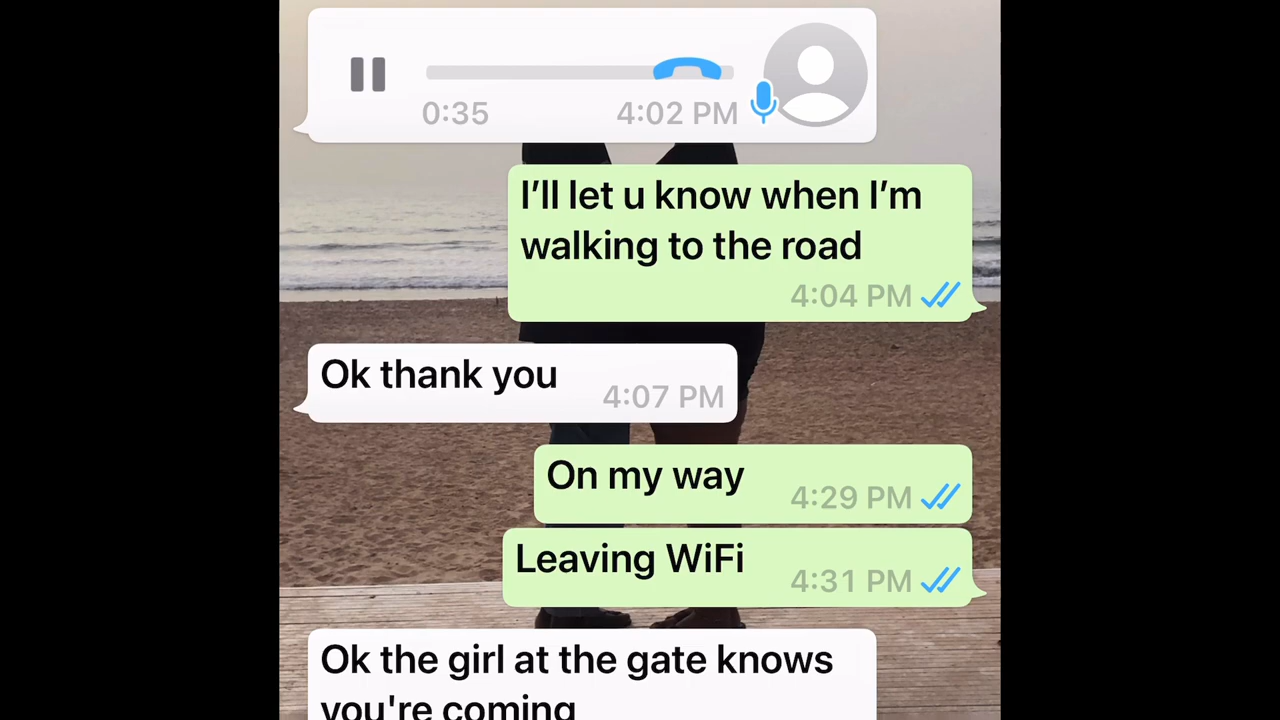 0:35 4:02 PM
I’ll let u know when I’m
walking to the road
4:04 PM
Ok thank you
4:07 PM
On my way
4:29 PM
Leaving WiFi
4:31 PM
Ok the girl at the gate knows
you're coming